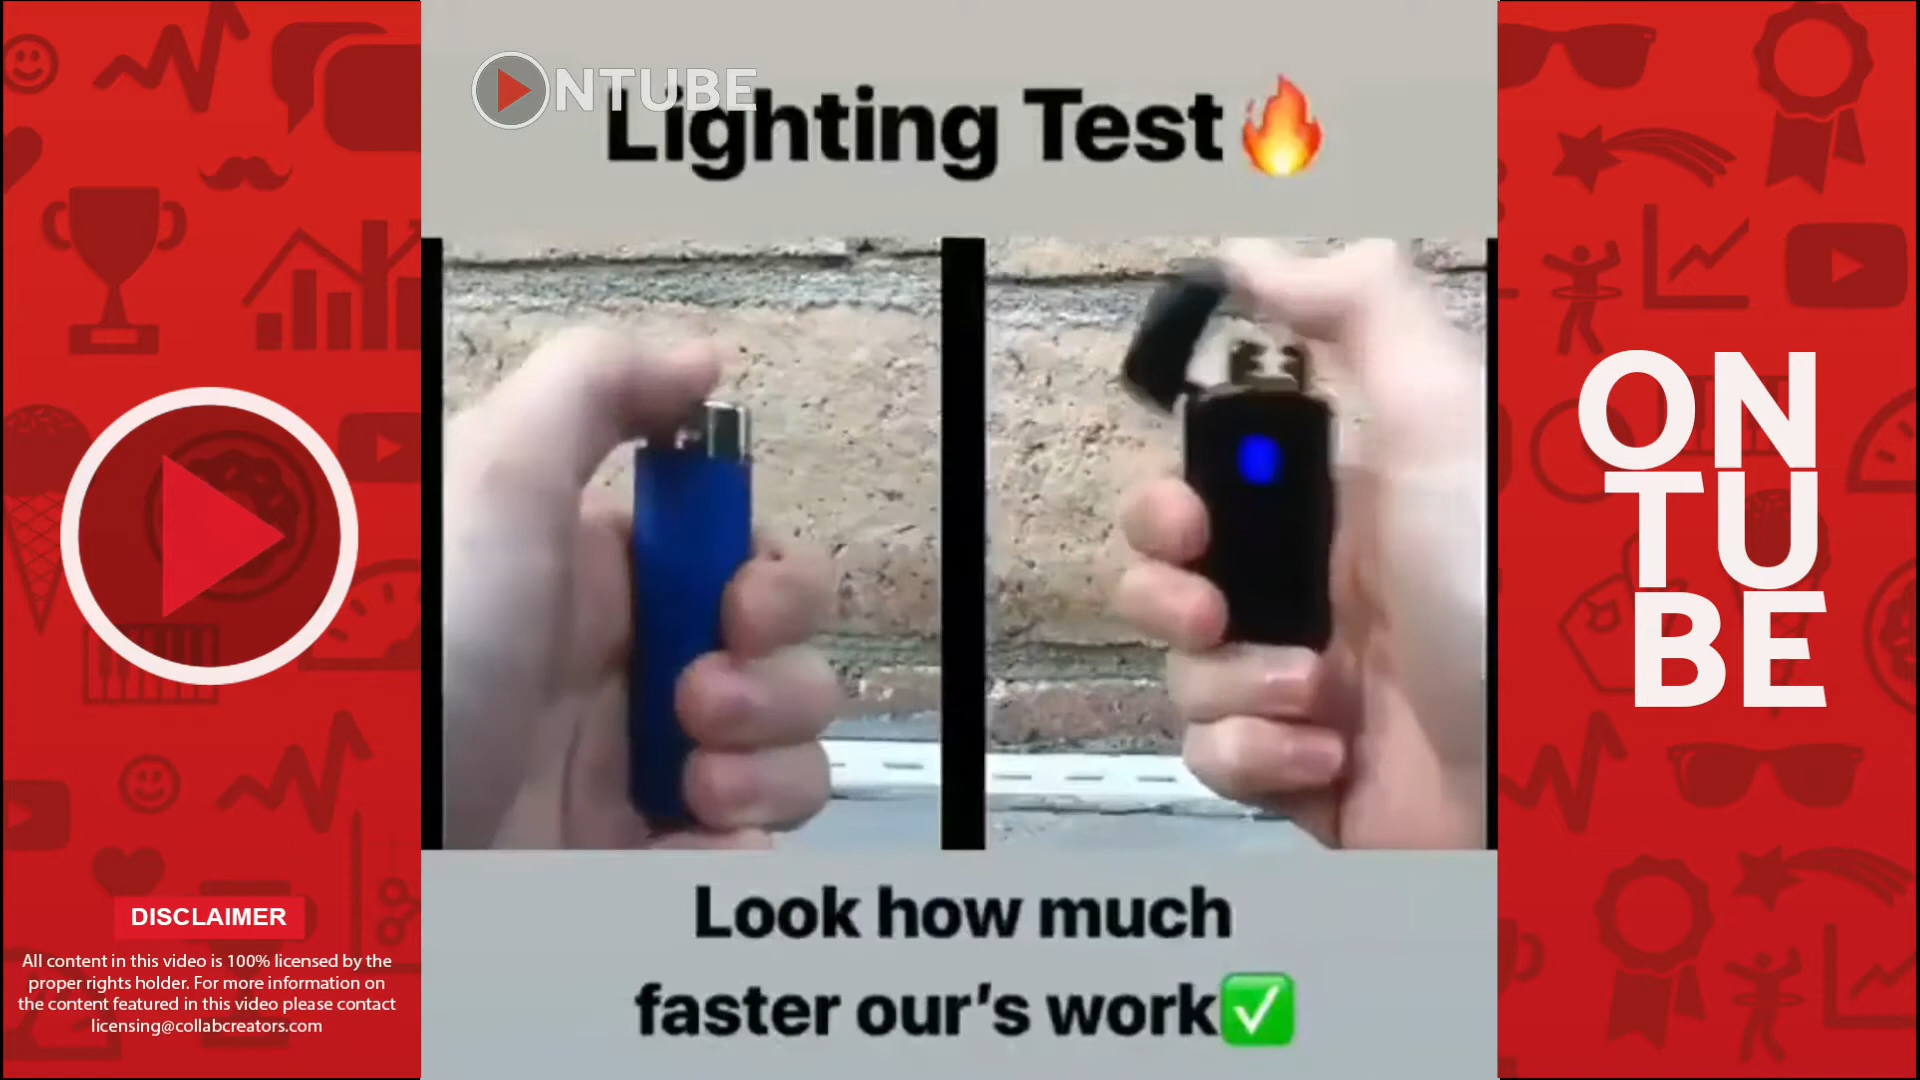 ONTUBE
Lighting Test
Look how much
faster our's work
DISCLAIMER
All content in this video is 100% licensed by the
proper rights holder. For more information on
the content featured in this video please contact
licensing@collabcreators.com
ON
TU
BE